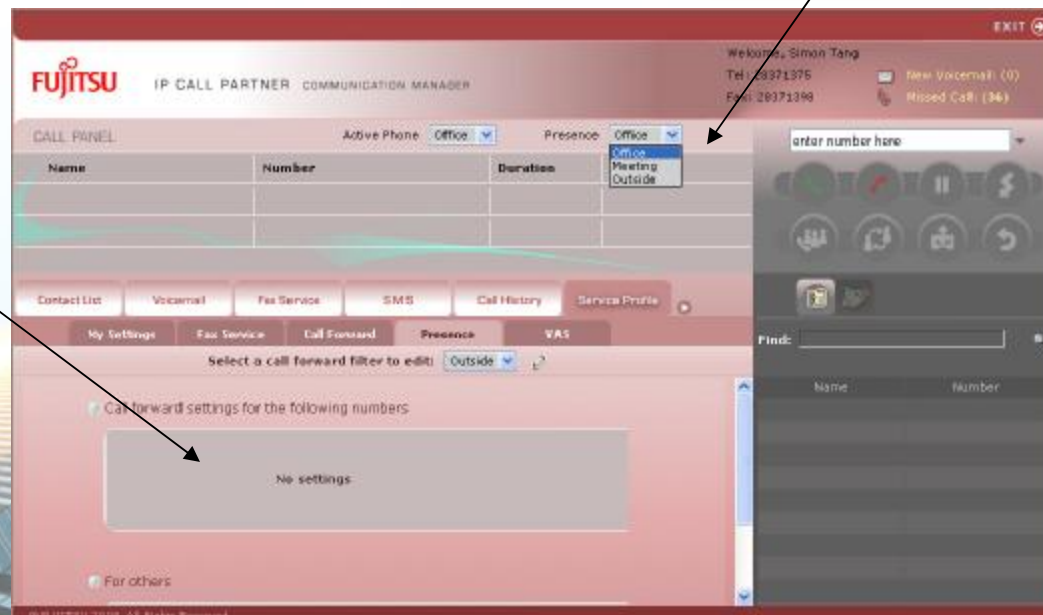 EXIT
FUJITSU IP CALL PARTNER COMMUNICATION MANAGER
Welcome, Simon Tang
Tel: 28371375 New Voicemail: (0)
Fax: 28371398 Missed Call: (36)
CALL PANEL Active Phone Office Presence Office
enter number here
Office
Meeting
Outside
Name Number Duration
Contact List Voicemail Fax Service SMS Call History Service Profile
My Settings Fax Service Call Forward Presence VAS
Find:
Select a call forward filter to edit: Outside
Name Number
Call forward settings for the following numbers
No settings
For others